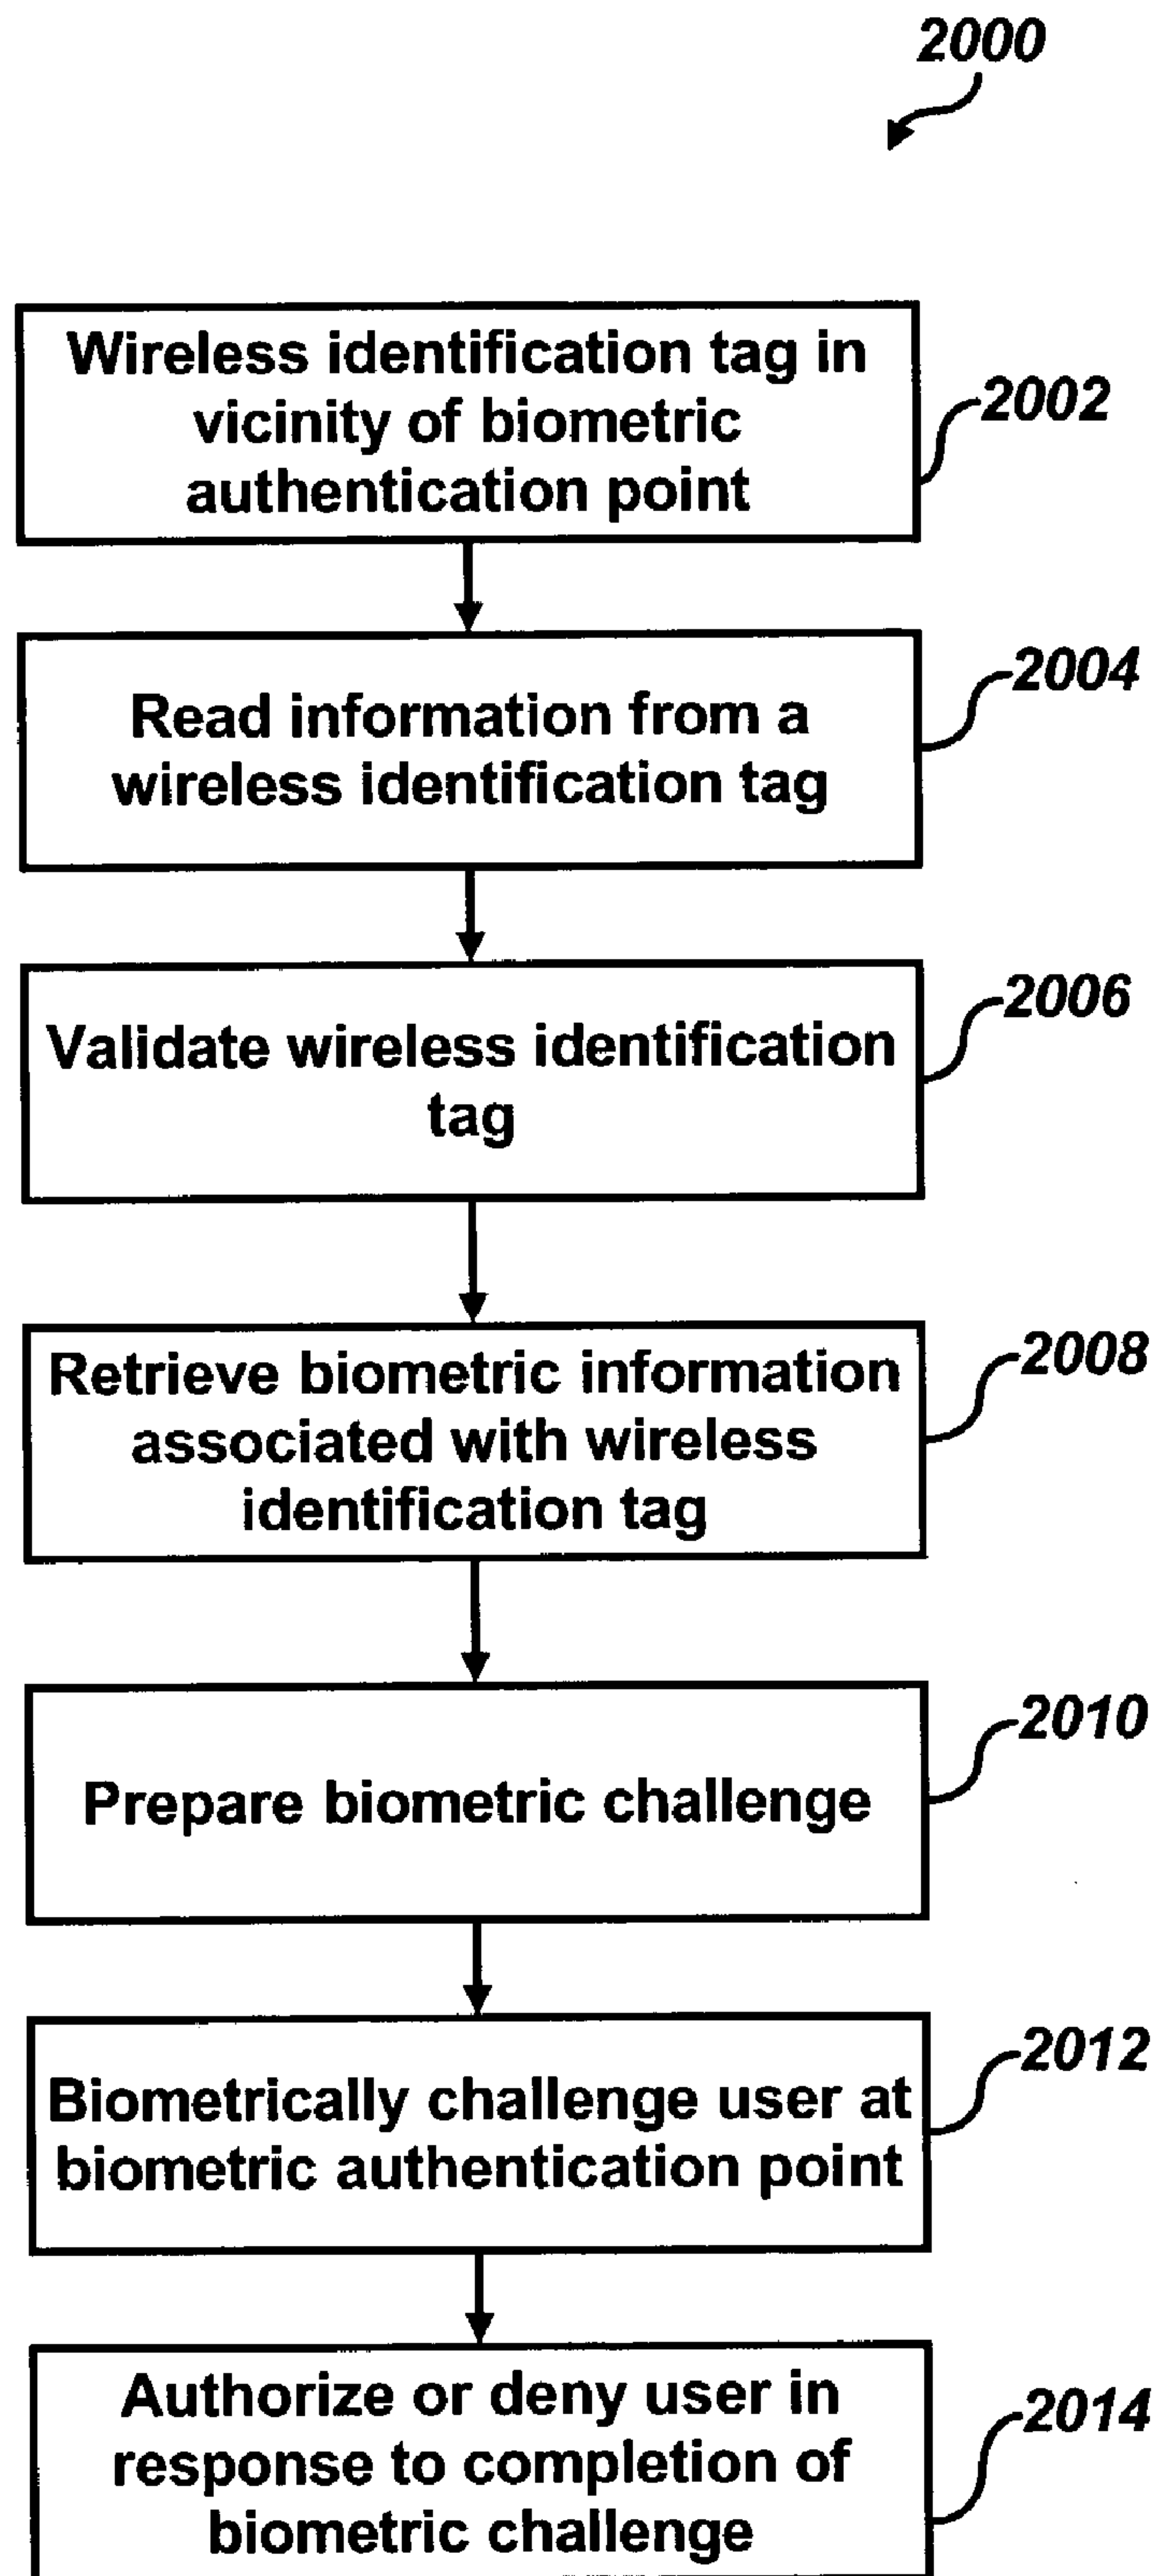 2000
Wireless identification tag in
vicinity of biometric
authentication point
2002
Read information from a
wireless identification tag
2004
Validate wireless identification
tag
2006
Retrieve biometric information
associated with wireless
identification tag
2008
Prepare biometric challenge
2010
Biometrically challenge user at
biometric authentication point
2012
Authorize or deny user in
response to completion of
biometric challenge
2014